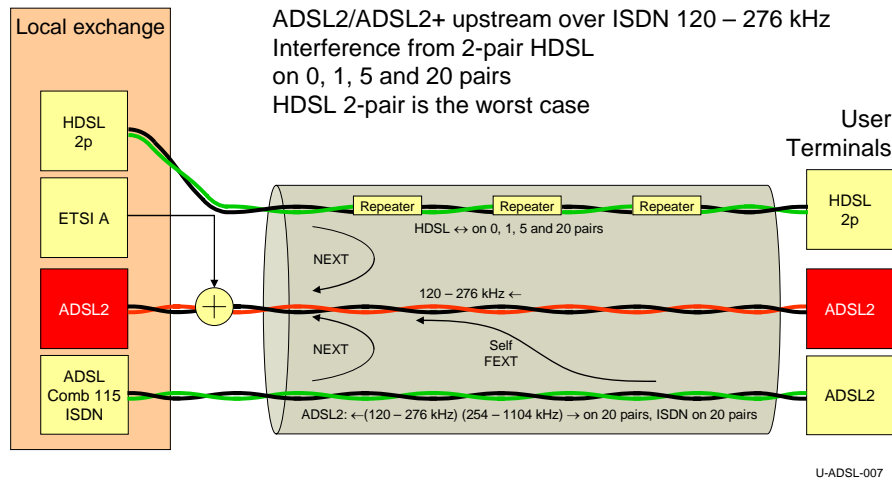 Local exchange
ADSL2/ADSL2+ upstream over ISDN 120 – 276 kHz
Interference from 2-pair HDSL
on 0, 1, 5 and 20 pairs
HDSL 2-pair is the worst case
User
Terminals
HDSL
2p
ETSI A
ADSL2
ADSL
Comb 115
ISDN
Repeater
Repeater
Repeater
HDSL ↔ on 0, 1, 5 and 20 pairs
NEXT
120 – 276 kHz ←
NEXT
Self
FEXT
ADSL2: ←(120 – 276 kHz) (254 – 1104 kHz) → on 20 pairs, ISDN on 20 pairs
HDSL
2p
ADSL2
ADSL2
U-ADSL-007